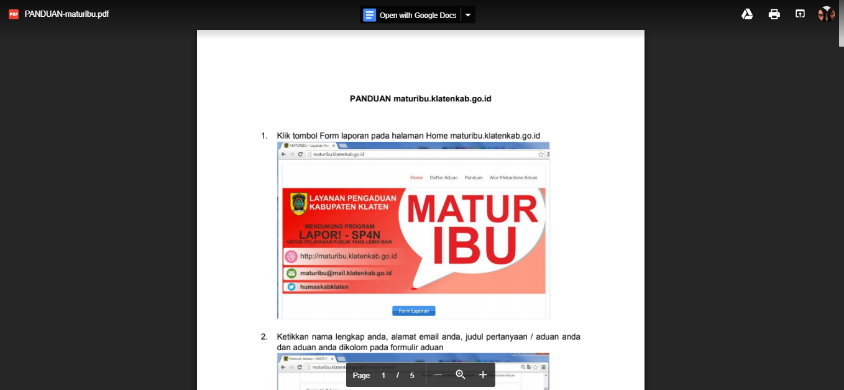 PANDUAN-maturibu.pdf
Open with Google Docs
PANDUAN maturibu.klatenkab.go.id
1. Klik tombol Form laporan pada halaman Home maturibu.klatenkab.go.id
maturibu.klatenkab.go.id
Home Daftar Aduan Panduan Alur Mekanisme Aduan
LAYANAN PENGADUAN
KABUPATEN KLATEN
MENDUKUNG PROGRAM
LAPOR! - SP4N
UNTUK PELAYANAN PUBLIK YANG LEBIH BAIK
MATUR
IBU
http://maturibu.klatenkab.go.id
maturibu@mail.klatenkab.go.id
humaskabklaten
Form Laporan
2. Ketikkan nama lengkap anda, alamat email anda, judul pertanyaan / aduan anda
dan aduan anda dikolom pada formulir aduan
Page 1 / 5